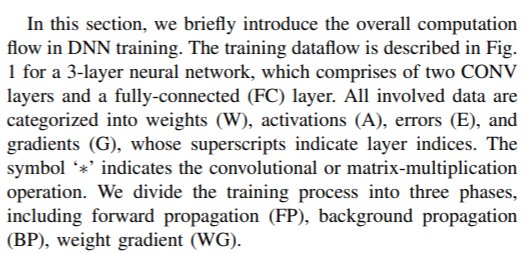 In this section, we briefly introduce the overall computation
flow in DNN training. The training dataflow is described in Fig.
1 for a 3-layer neural network, which comprises of two CONV
layers and a fully-connected (FC) layer. All involved data are
categorized into weights (W), activations (A), errors (E), and
gradients (G), whose superscripts indicate layer indices. The
symbol ‘*’ indicates the convolutional or matrix-multiplication
operation. We divide the training process into three phases,
including forward propagation (FP), background propagation
(BP), weight gradient (WG).